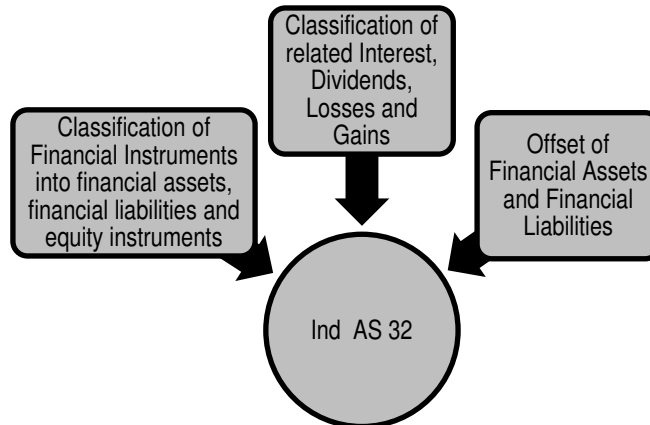 Classification of
Financial Instruments
into financial assets,
financial liabilities and
equity instruments
Classification of
related Interest,
Dividends,
Losses and
Gains
Offset of
Financial Assets
and Financial
Liabilities
Ind AS 32